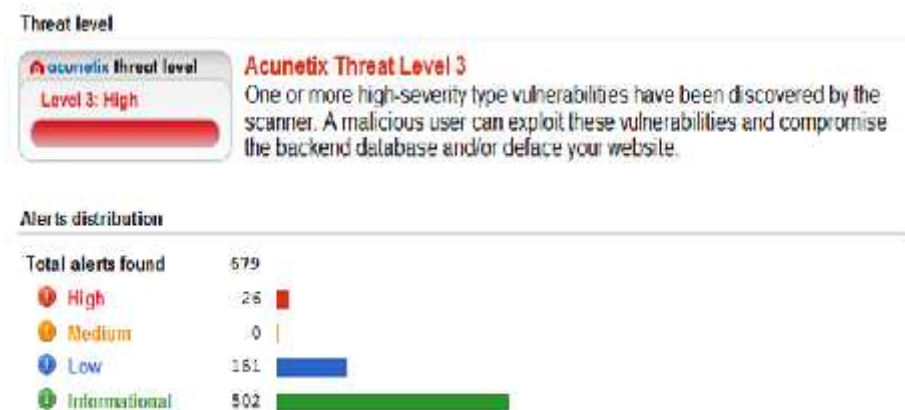 Threat level
acunetix threat level
Level 3: High
Acunetix Threat Level 3
One or more high-severity type vulnerabilities have been discovered by the
scanner. A malicious user can exploit these vulnerabilities and compromise
the backend database and/or deface your website.
Alerts distribution
Total alerts found 679
High 26
Medium 0
Low 151
Informational 502